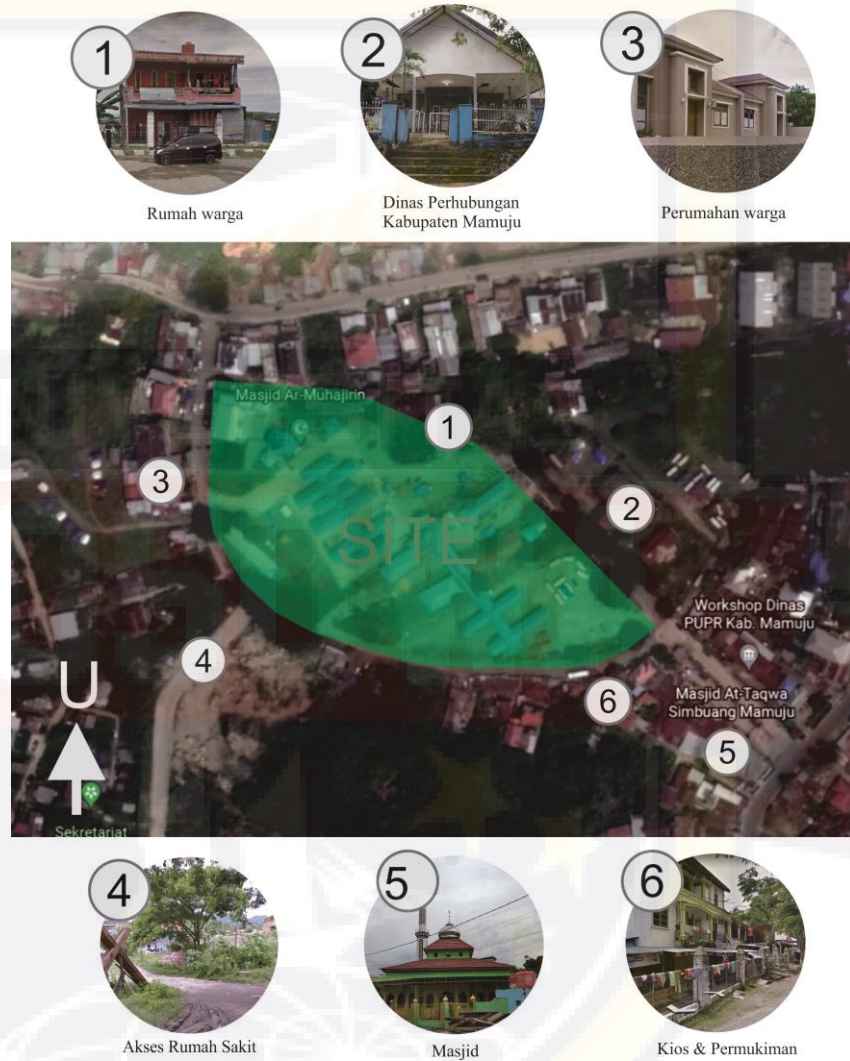 1
2
3
Rumah warga
Dinas Perhubungan
Kabupaten Mamuju
Perumahan warga
Masjid Ar-Muhajirin
1
3
SITE
2
Workshop Dinas
PUPR Kab. Mamuju
4
U
6
Masjid At-Taqwa
Simbuang Mamuju
5
Sekretariat
4
5
6
Akses Rumah Sakit
Masjid
Kios & Permukiman